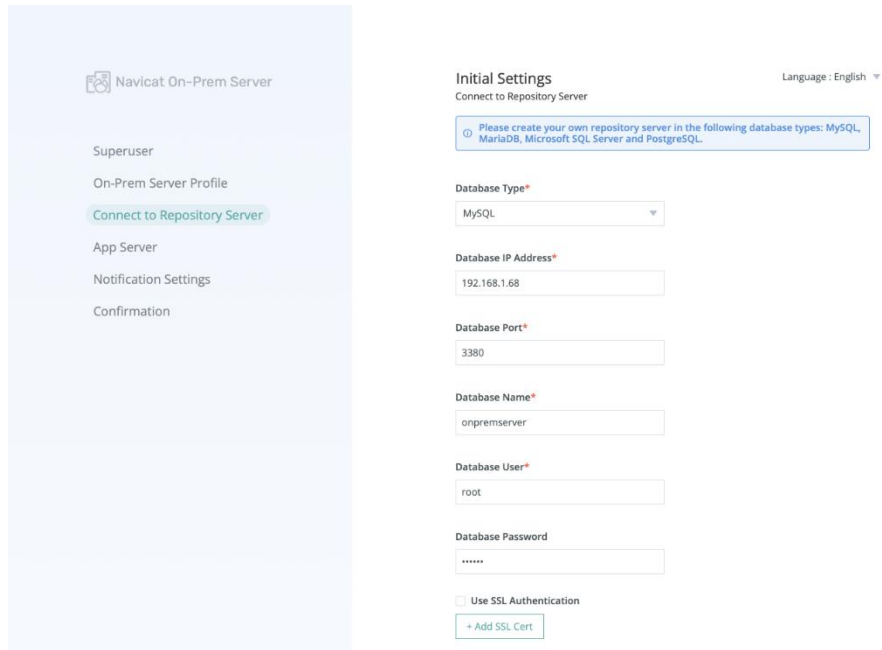 Navicat On-Prem Server
Superuser
On-Prem Server Profile
Connect to Repository Server
App Server
Notification Settings
Confirmation
Initial Settings
Language : English
Connect to Repository Server
Please create your own repository server in the following database types: MySQL,
MariaDB, Microsoft SQL Server and PostgreSQL.
Database Type*
MySQL
Database IP Address*
192.168.1.68
Database Port*
3380
Database Name*
onpremserver
Database User*
root
Database Password
••••••
Use SSL Authentication
+ Add SSL Cert